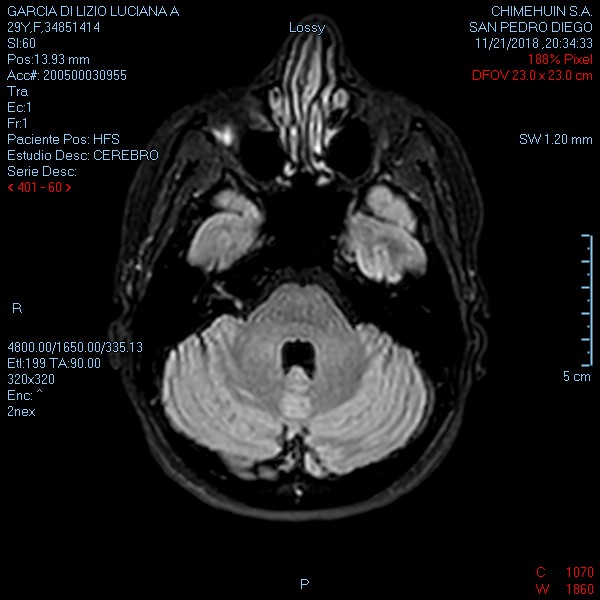 GARCIA DI LIZIO LUCIANA A
29Y,F,34851414
Sl:60
Pos:13.93 mm
Acc#: 200500030955
Tra
Ec:1
Fr:1
Paciente Pos: HFS
Estudio Desc: CEREBRO
Serie Desc:
< 401 - 60 >
Lossy
CHIMEHUIN S.A.
SAN PEDRO DIEGO
11/21/2018 ,20:34:33
188% Pixel
DFOV 23.0 x 23.0 cm
SW 1.20 mm
R
4800.00/1650.00/335.13
Etl:199 TA:90.00
320x320
Enc: ^
2nex
5 cm
P
C 1070
W 1860